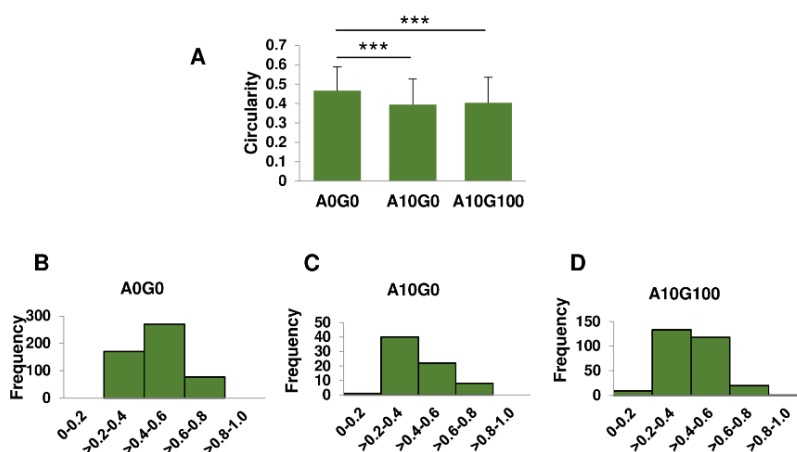 A
***
***
Circularity
0.7
0.6
0.5
0.4
0.3
0.2
0.1
0
A0G0 A10G0 A10G100
B
A0G0
Frequency
300
200
100
0
0-0.2 >0.2-0.4 >0.4-0.6 >0.6-0.8 >0.8-1.0
C
A10G0
Frequency
50
40
30
20
10
0
0-0.2 >0.2-0.4 >0.4-0.6 >0.6-0.8 >0.8-1.0
D
A10G100
Frequency
150
100
50
0
0-0.2 >0.2-0.4 >0.4-0.6 >0.6-0.8 >0.8-1.0